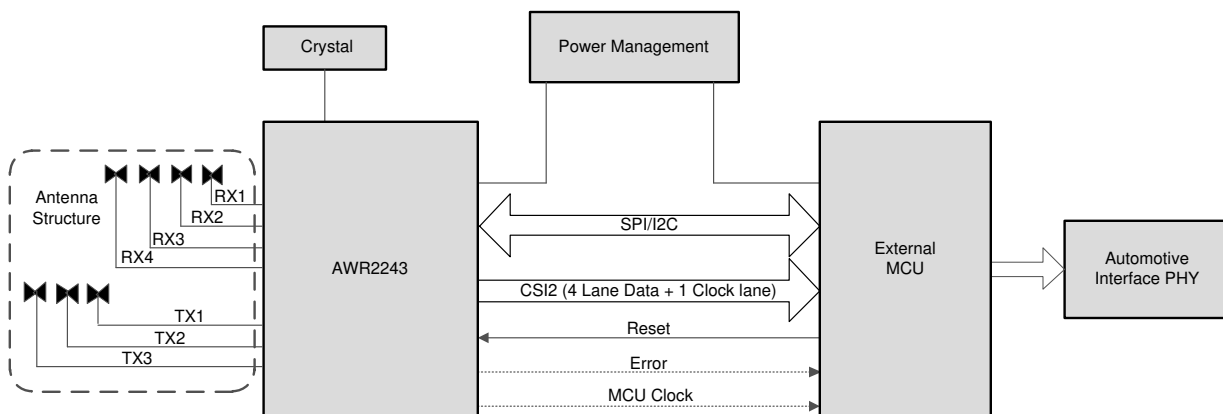 Crystal
Power Management
Antenna
Structure
RX1
RX2
RX3
RX4
TX1
TX2
TX3
AWR2243
SPI/I2C
CSI2 (4 Lane Data + 1 Clock lane)
Reset
Error
MCU Clock
External
MCU
Automotive
Interface PHY